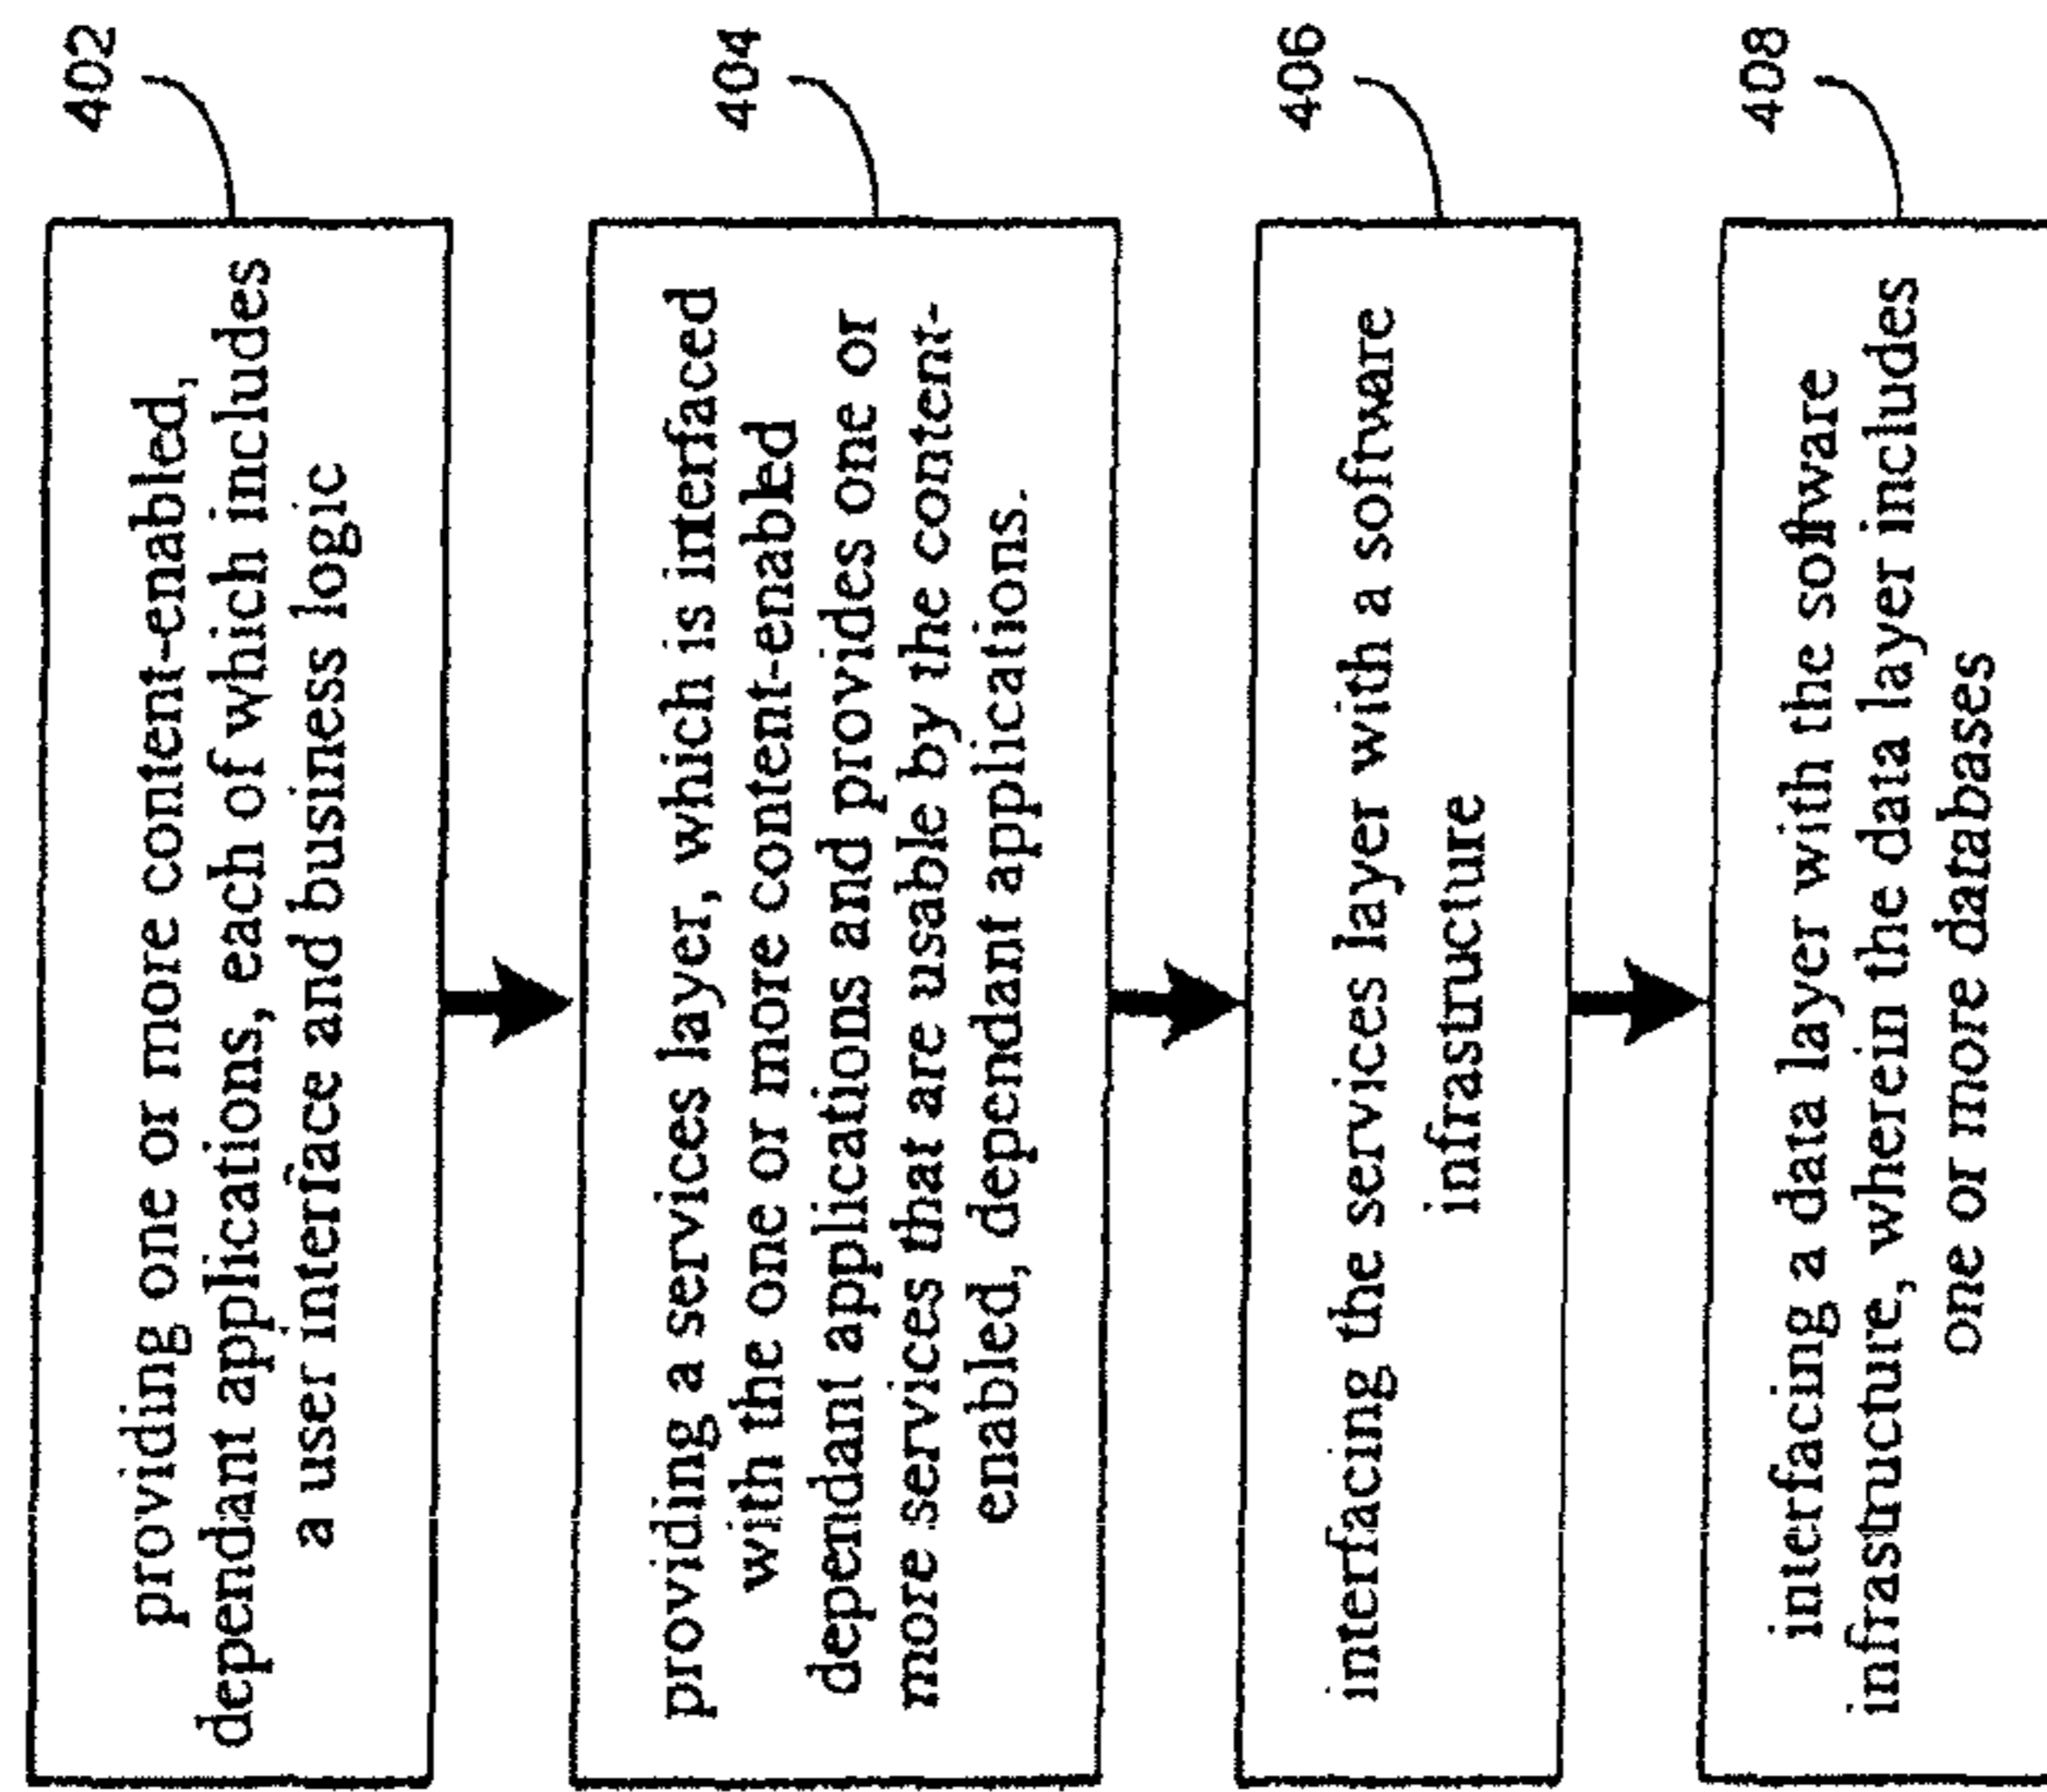 402
providing one or more content-enabled,
dependant applications, each of which includes
a user interface and business logic
404
providing a services layer, which is interfaced
with the one or more content-enabled
dependant applications and provides one or
more services that are usable by the content-
enabled, dependant applications.
406
interfacing the services layer with a software
infrastructure
408
interfacing a data layer with the software
infrastructure, wherein the data layer includes
one or more databases